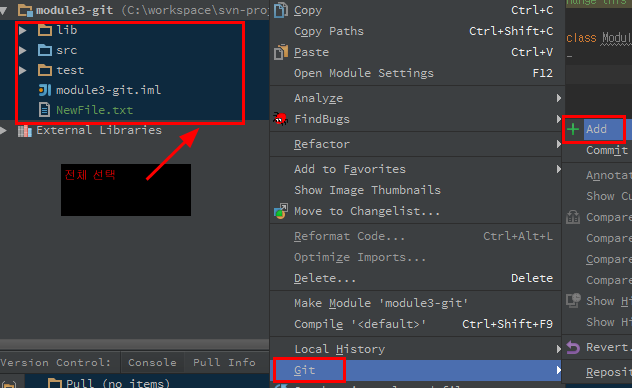 module3-git (C:\workspace\svn-proj
lib
src
test
module3-git.iml
NewFile.txt
External Libraries
전체 선택
Version Control:
Console
Pull Info
Pull (no items)
Copy Ctrl+C
Copy Paths Ctrl+Shift+C
Paste Ctrl+V
Open Module Settings F12
Analyze
FindBugs
Refactor
Add to Favorites
Show Image Thumbnails
Move to Changelist...
Reformat Code... Ctrl+Alt+L
Optimize Imports...
Delete... Delete
Make Module 'module3-git'
Compile '<default>' Ctrl+Shift+F9
Local History
Git
class Modul
Add
Commit
Annotat
Show Cu
Compare
Compare
Compare
Compare
Show Hi
Show Hi
Revert.
Reposit